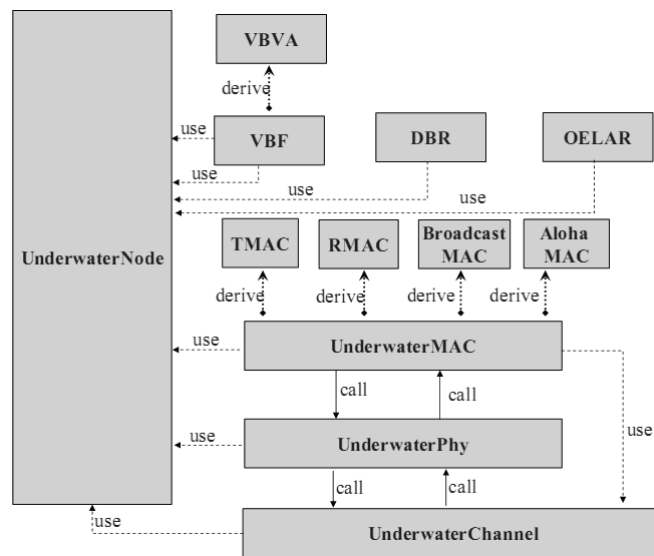 VBVA
derive
use
VBF
DBR
OELAR
use
use
use
UnderwaterNode
TMAC
RMAC
Broadcast
MAC
Aloha
MAC
derive
derive
derive
derive
use
UnderwaterMAC
call
call
use
use
UnderwaterPhy
call
call
use
UnderwaterChannel